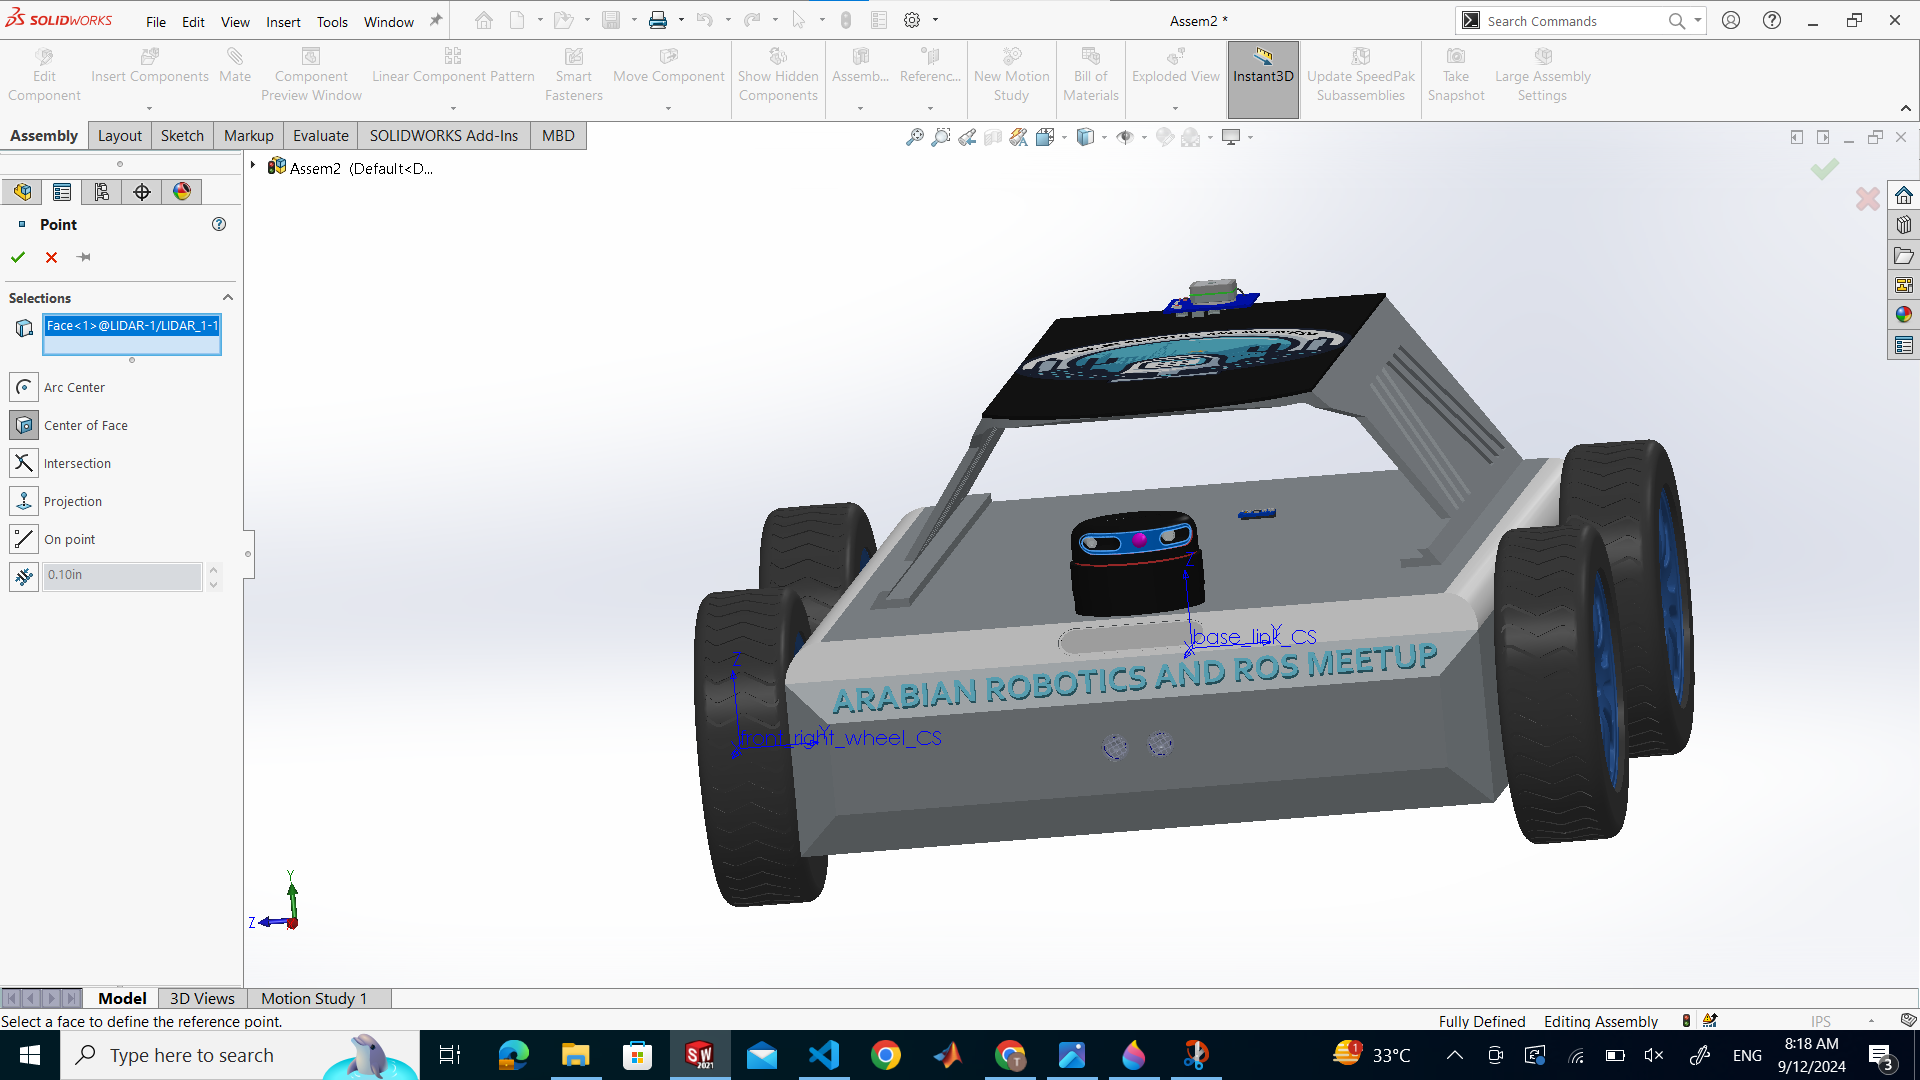 SOLIDWORKS
File Edit View Insert Tools Window
Assem2 *
Search Commands
Edit Component
Insert Components
Mate
Component Preview Window
Linear Component Pattern
Smart Fasteners
Move Component
Show Hidden Components
Assemb...
Referenc...
New Motion Study
Bill of Materials
Exploded View
Instant3D
Update SpeedPak Subassemblies
Take Snapshot
Large Assembly Settings
Assembly Layout Sketch Markup Evaluate SOLIDWORKS Add-Ins MBD
Assem2 (Default<D...
Point
Selections
Face<1>@LIDAR-1/LIDAR_1-1
Arc Center
Center of Face
Intersection
Projection
On point
0.10in
Z
Y
base_link_CS
ARABIAN ROBOTICS AND ROS MEETUP
Z
Y
front_right_wheel_CS
Y
Z
Model 3D Views Motion Study 1
Select a face to define the reference point.
Fully Defined Editing Assembly IPS
Type here to search
SW
2021
T
1
33°C
ENG
8:18 AM
9/12/2024
3